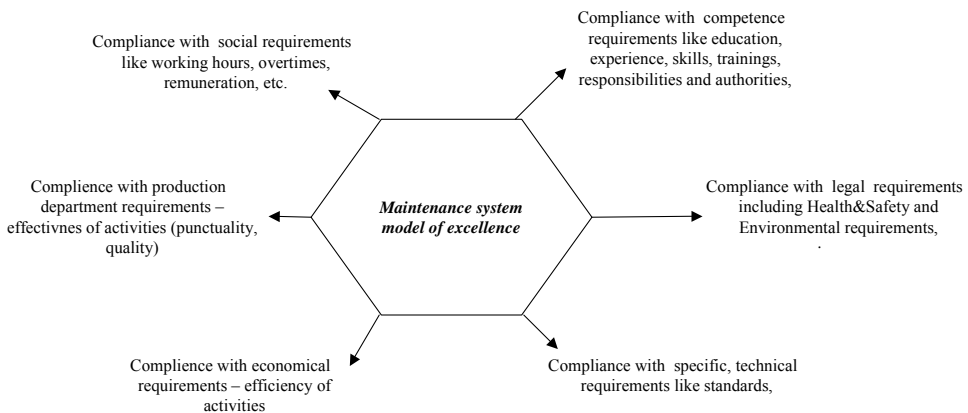 Compliance with social requirements
like working hours, overtimes,
remuneration, etc.
Compliance with competence
requirements like education,
experience, skills, trainings,
responsibilities and authorities,
Complience with production
department requirements –
effectivnes of activities (punctuality,
quality)
Maintenance system
model of excellence
Compliance with legal requirements
including Health&Safety and
Environmental requirements,
.
Complience with economical
requirements – efficiency of
activities
Compliance with specific, technical
requirements like standards,